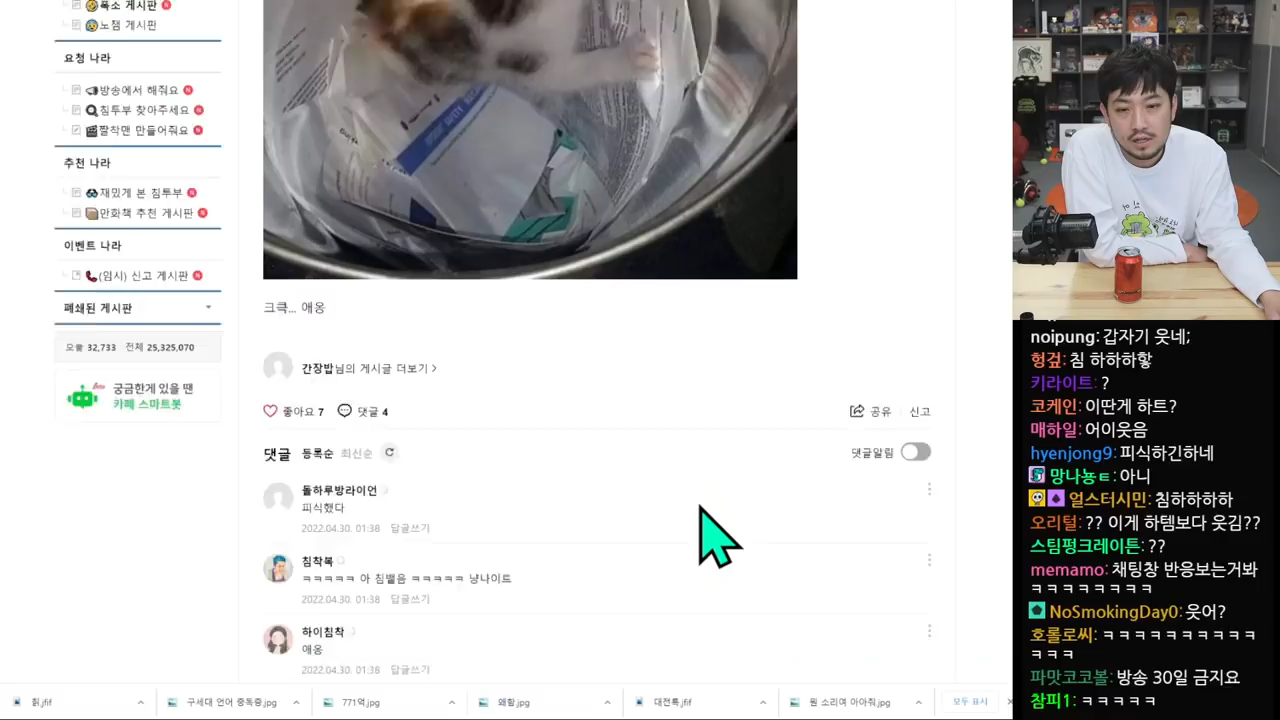 폭소 게시판
노잼 게시판
요청 나라
방송에서 해줘요
침투부 찾아주세요
짤착맨 만들어줘요
추천 나라
재밌게 본 침투부
만화책 추천 게시판
이벤트 나라
(임시) 신고 게시판
폐쇄된 게시판
오늘 32,733 전체 25,325,070
궁금한게 있을 땐
카페 스마트봇
크큭... 애옹
간장밥님의 게시글 더보기 >
좋아요 7 댓글 4
공유 신고
댓글 등록순 최신순
댓글알림
돌하루방라이언
피식했다
2022.04.30. 01:38 답글쓰기
침착복
ㅋㅋㅋㅋㅋ 아 침뱉음 ㅋㅋㅋㅋㅋ 냥나이트
2022.04.30. 01:38 답글쓰기
하이침착
애옹
2022.04.30. 01:38 답글쓰기
칡.jfif
구세대 언어 중독증.jpg
771억.jpg
왜함.jpg
대전톡.jfif
뭔 소리여 아아줘.jpg
모두 표시
noipung: 갑자기 웃네;
헝겊: 침 하하하핳
키라이트: ?
코케인: 이딴게 하트?
매하일: 어이웃음
hyenjong9: 피식하긴하네
망나뇽ㅌ: 아니
얼스터시민: 침하하하하
오리털: ?? 이게 하템보다 웃김??
스팀펑크레이튼: ??
memamo: 채팅창 반응보는거봐
ㅋㅋㅋㅋㅋㅋㅋㅋ
NoSmokingDay0: 웃어?
호롤로씨: ㅋㅋㅋㅋㅋㅋㅋㅋㅋㅋ
ㅋㅋㅋ
파맛코코볼: 방송 30일 금지요
참피1: ㅋㅋㅋㅋㅋ